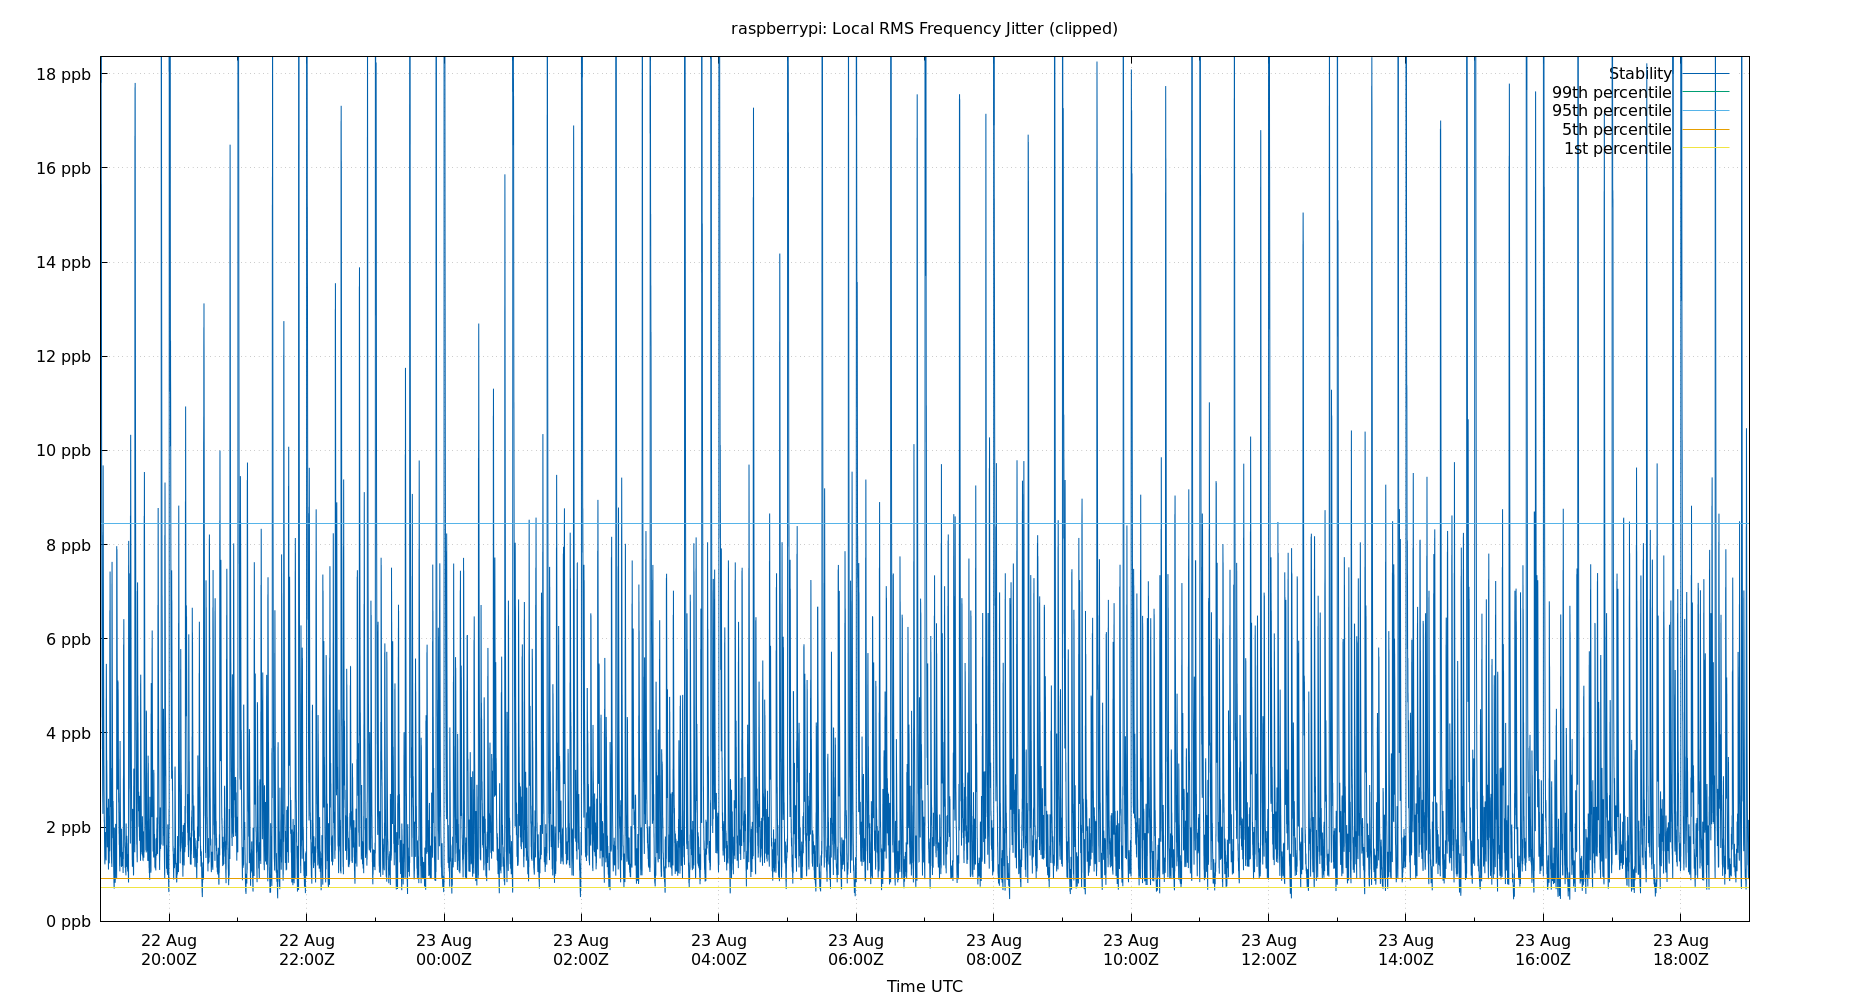 raspberrypi: Local RMS Frequency Jitter (clipped)
18 ppb
16 ppb
14 ppb
12 ppb
10 ppb
8 ppb
6 ppb
4 ppb
2 ppb
0 ppb
Stability
99th percentile
95th percentile
5th percentile
1st percentile
22 Aug 22 Aug 23 Aug 23 Aug 23 Aug 23 Aug 23 Aug 23 Aug 23 Aug 23 Aug 23 Aug 23 Aug
20:00Z 22:00Z 00:00Z 02:00Z 04:00Z 06:00Z 08:00Z 10:00Z 12:00Z 14:00Z 16:00Z 18:00Z
Time UTC